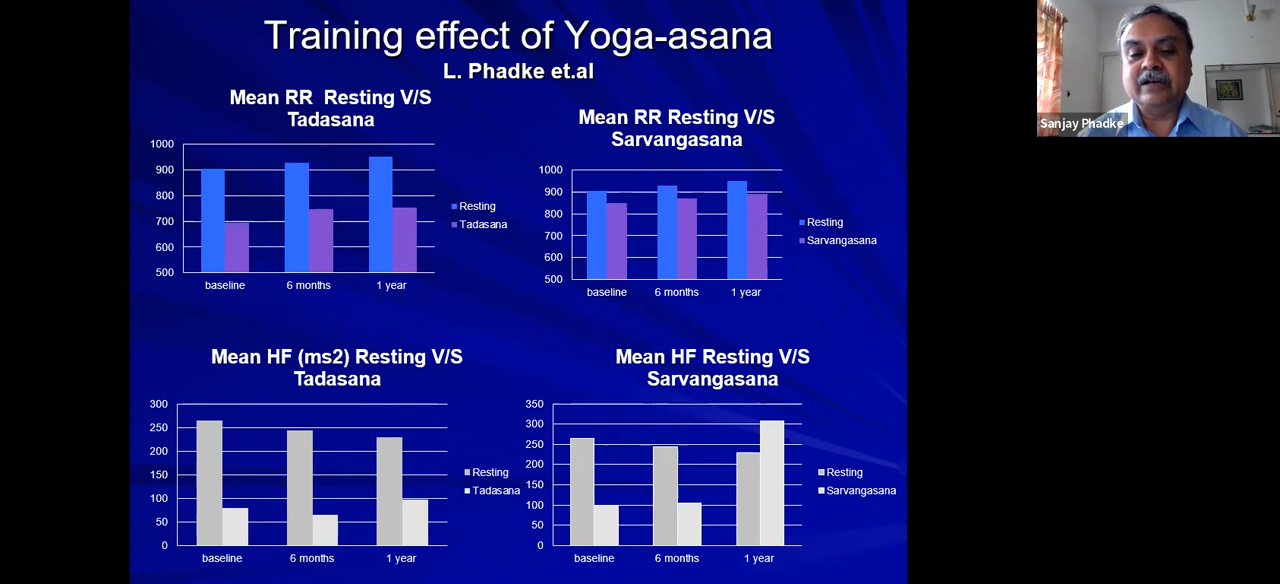 Training effect of Yoga-asana
L. Phadke et.al
Mean RR Resting V/S
Tadasana
1000
900
800
700
600
500
baseline
6 months
1 year
Resting
Tadasana
Mean RR Resting V/S
Sarvangasana
1000
900
800
700
600
500
baseline
6 months
1 year
Resting
Sarvangasana
Mean HF (ms2) Resting V/S
Tadasana
300
250
200
150
100
50
0
baseline
6 months
1 year
Resting
Tadasana
Mean HF Resting V/S
Sarvangasana
350
300
250
200
150
100
50
0
baseline
6 months
1 year
Resting
Sarvangasana
Sanjay Phadke